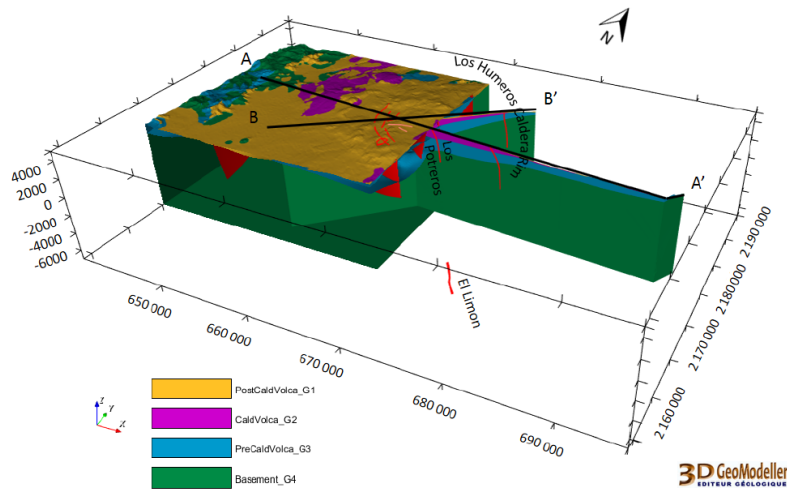 N
Los Humeros Caldera Rim
A
B'
B
Los
Potreros
A'
4000
2000
0
-2000
-4000
-6000
El Limon
650 000
660 000
670 000
680 000
690 000
2 160 000
2 170 000
2 180 000
2 190 000
PostCaldVolca_G1
CaldVolca_G2
PreCaldVolca_G3
Basement_G4
Z
Y
X
3D GeoModeller
EDITEUR GÉOLOGIQUE